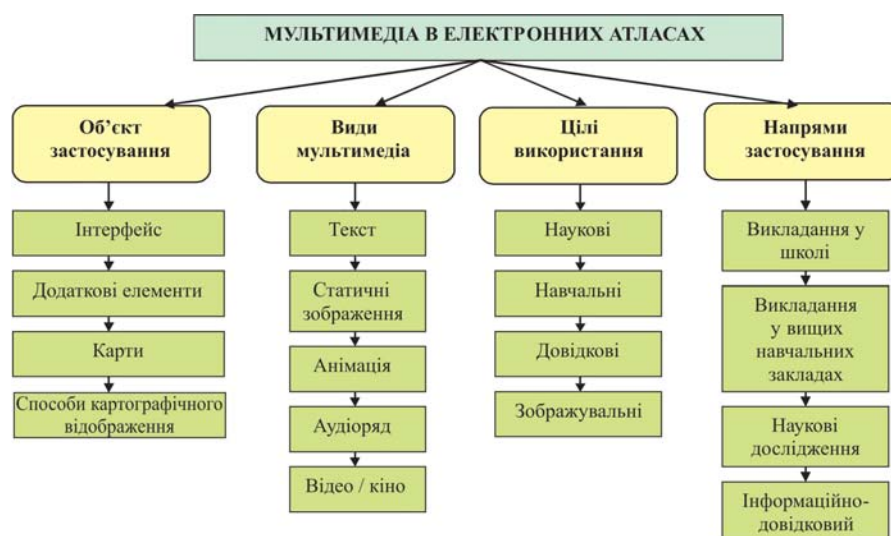 МУЛЬТИМЕДІА В ЕЛЕКТРОННИХ АТЛАСАХ
Об’єкт
застосування
Інтерфейс
Додаткові елементи
Карти
Способи картографічного
відображення
Види
мультимедіа
Текст
Статичні
зображення
Анімація
Аудіоряд
Відео / кіно
Цілі
використання
Наукові
Навчальні
Довідкові
Зображувальні
Напрями
застосування
Викладання у
школі
Викладання
у вищих
навчальних
закладах
Наукові
дослідження
Інформаційно-
довідковий